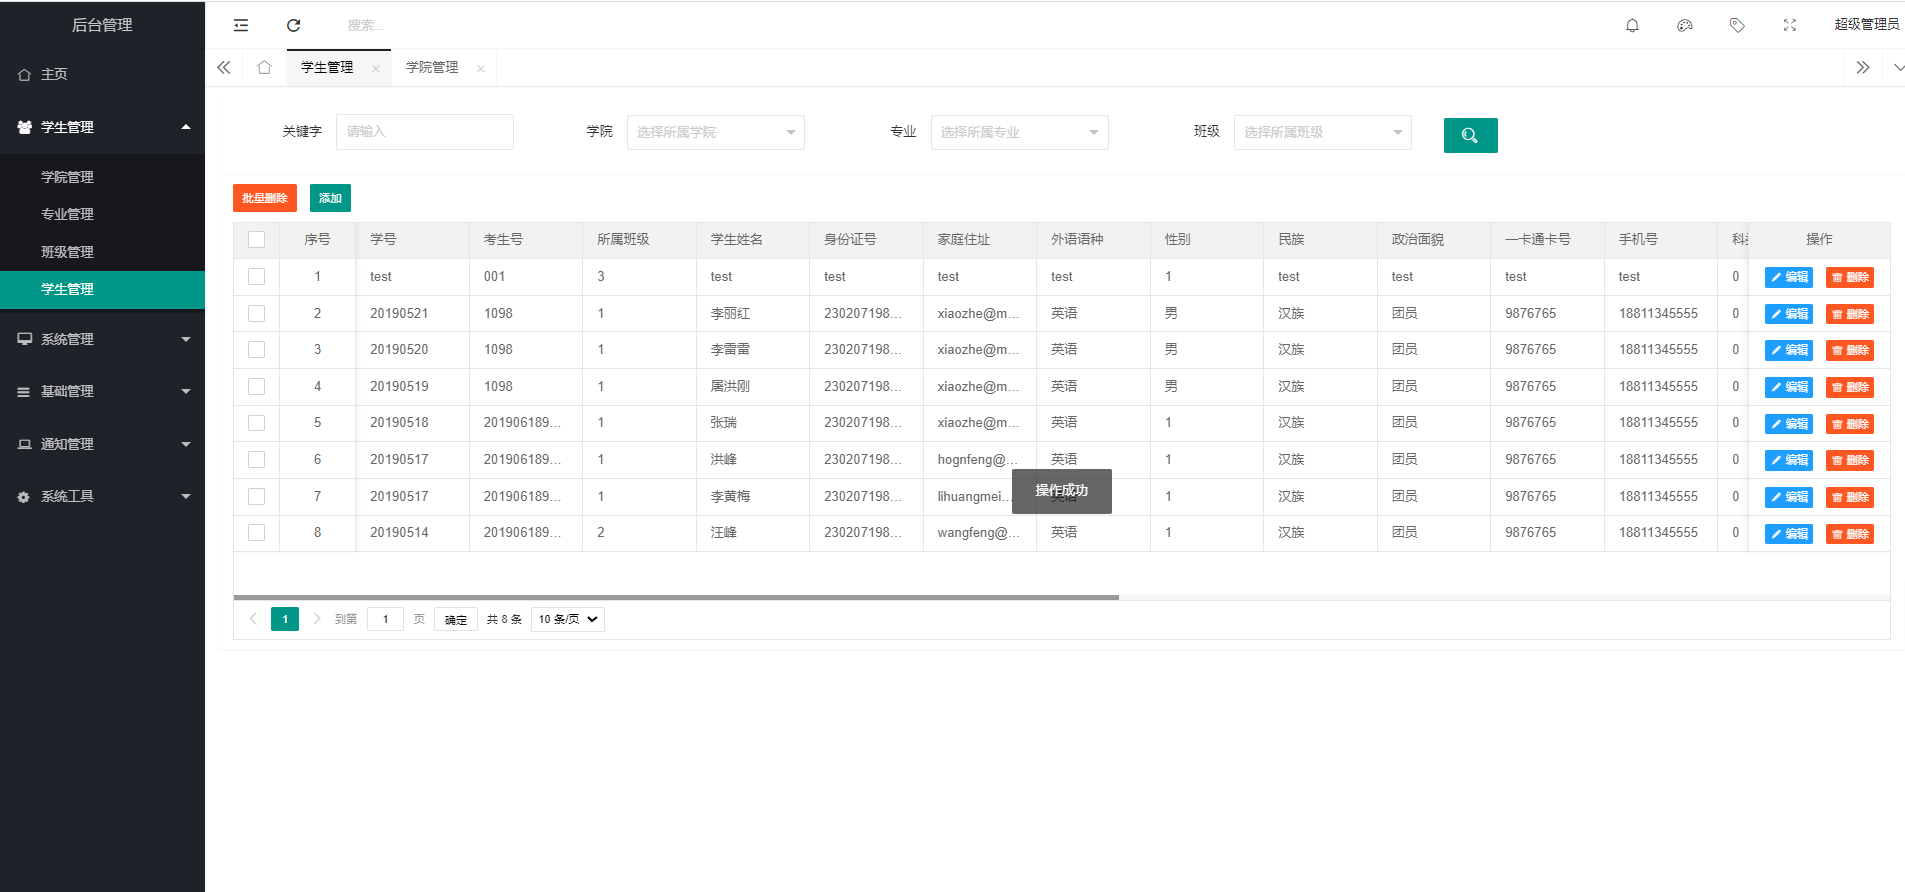 后台管理
搜索...
超级管理员
主页
学生管理
学院管理
专业管理
班级管理
学生管理
系统管理
基础管理
通知管理
系统工具
学生管理 学院管理
关键字 请输入 学院 选择所属学院 专业 选择所属专业 班级 选择所属班级
批量删除 添加
序号 学号 考生号 所属班级 学生姓名 身份证号 家庭住址 外语语种 性别 民族 政治面貌 一卡通卡号 手机号 操作
1 test 001 3 test test test test 1 test test test test 0 编辑 删除
2 20190521 1098 1 李丽红 230207198... xiaozhe@m... 英语 男 汉族 团员 9876765 18811345555 0 编辑 删除
3 20190520 1098 1 李雷雷 230207198... xiaozhe@m... 英语 男 汉族 团员 9876765 18811345555 0 编辑 删除
4 20190519 1098 1 屠洪刚 230207198... xiaozhe@m... 英语 男 汉族 团员 9876765 18811345555 0 编辑 删除
5 20190518 201906189... 1 张瑞 230207198... xiaozhe@m... 英语 1 汉族 团员 9876765 18811345555 0 编辑 删除
6 20190517 201906189... 1 洪峰 230207198... hognfeng@... 英语 1 汉族 团员 9876765 18811345555 0 编辑 删除
7 20190517 201906189... 1 李黄梅 230207198... lihuangmei... 英语 1 汉族 团员 9876765 18811345555 0 编辑 删除
8 20190514 201906189... 2 汪峰 230207198... wangfeng@... 英语 1 汉族 团员 9876765 18811345555 0 编辑 删除
操作成功
1 到第 1 页 确定 共 8 条 10 条/页